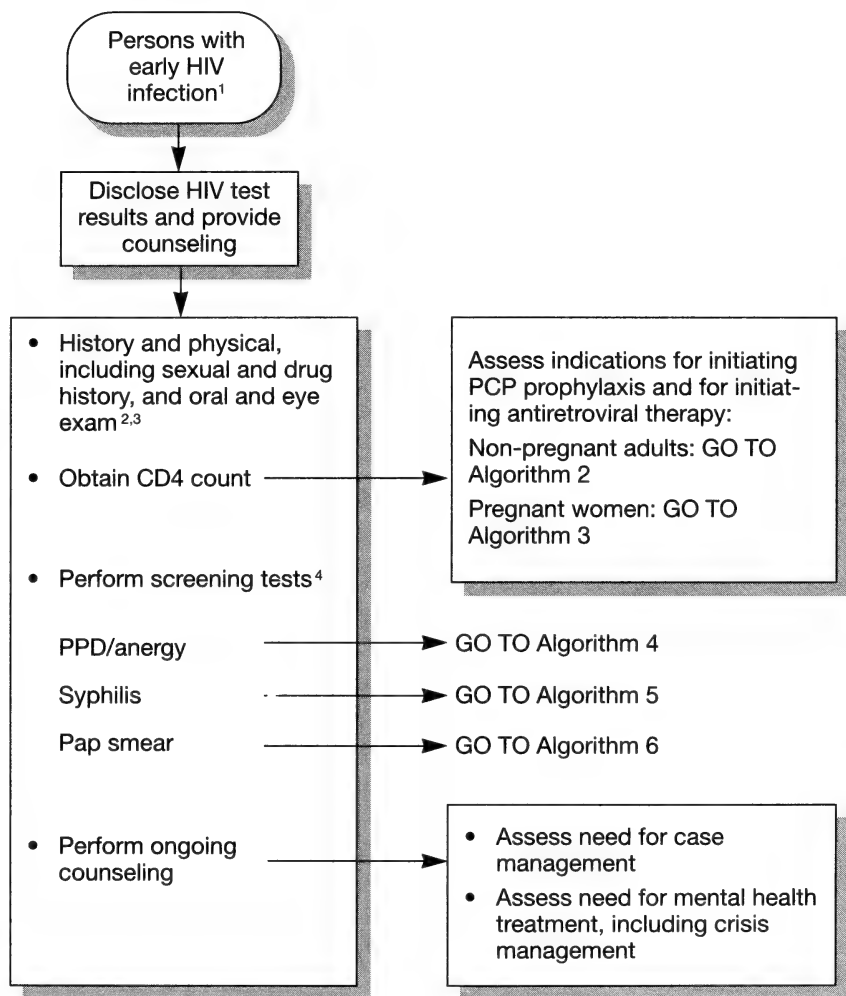 Persons with
early HIV
infection¹
Disclose HIV test
results and provide
counseling
• History and physical,
including sexual and drug
history, and oral and eye
exam²,³
• Obtain CD4 count
• Perform screening tests⁴
PPD/anergy
Syphilis
Pap smear
• Perform ongoing
counseling
Assess indications for initiating
PCP prophylaxis and for initiat-
ing antiretroviral therapy:
Non-pregnant adults: GO TO
Algorithm 2
Pregnant women: GO TO
Algorithm 3
GO TO Algorithm 4
GO TO Algorithm 5
GO TO Algorithm 6
• Assess need for case
management
• Assess need for mental health
treatment, including crisis
management